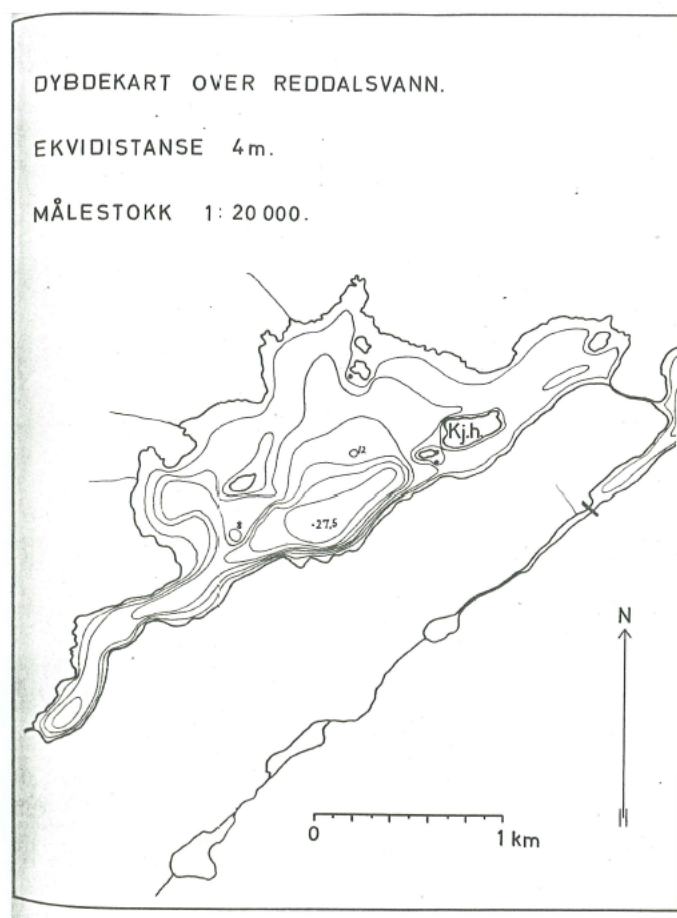 DYBDEKART OVER REDDALSVANN.
EKVIDISTANSE 4m.
MÅLESTOKK 1:20 000.
Kj.h.
12
8
·27,5
N
0
1 km